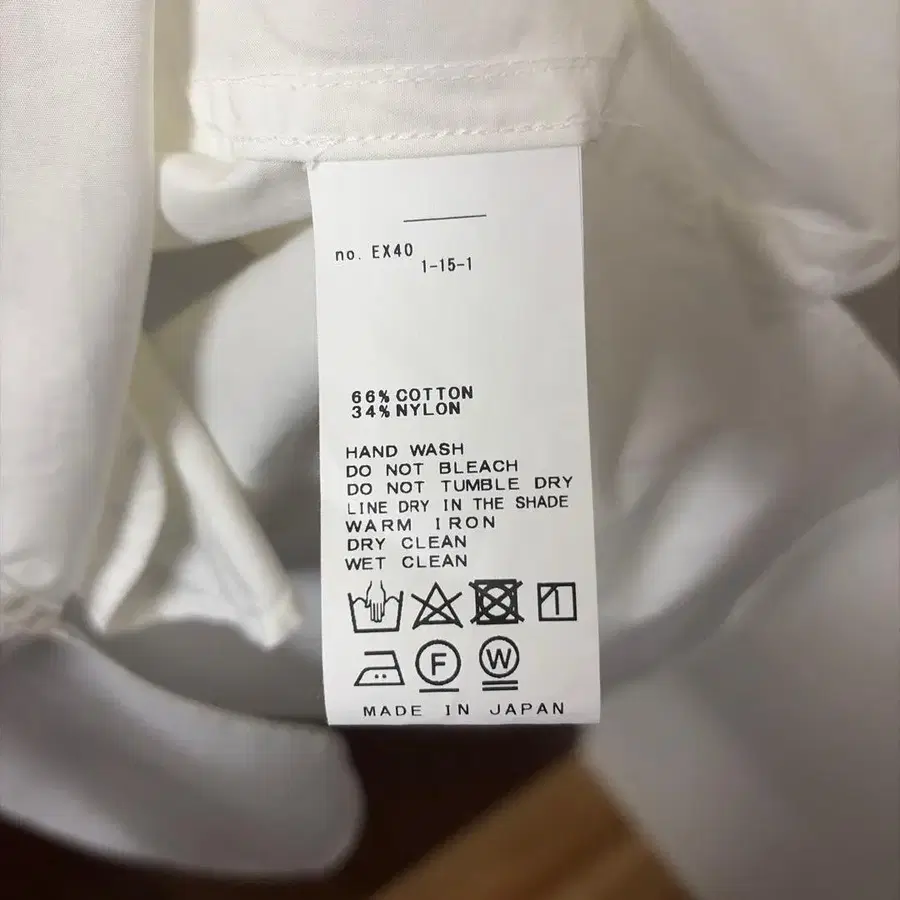 no. EX40
1-15-1
66% COTTON
34% NYLON
HAND WASH
DO NOT BLEACH
DO NOT TUMBLE DRY
LINE DRY IN THE SHADE
WARM IRON
DRY CLEAN
WET CLEAN
F W
MADE IN JAPAN